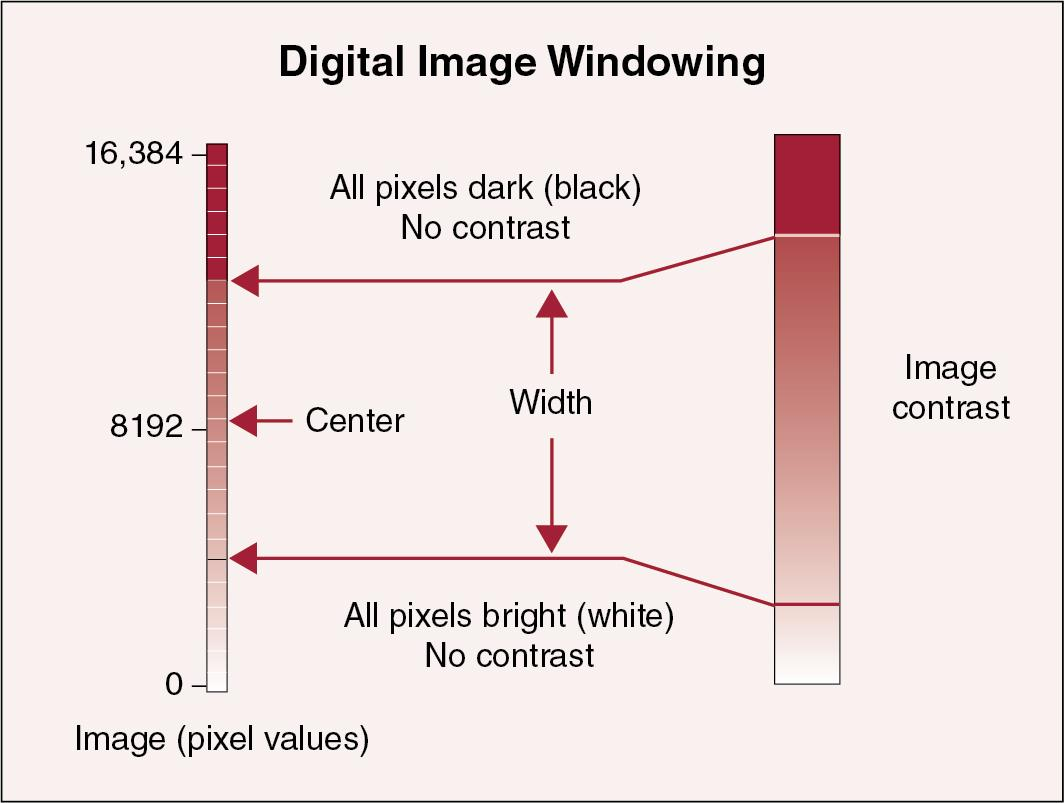 Digital Image Windowing
16,384
All pixels dark (black)
No contrast
Width
Image
contrast
8192
Center
All pixels bright (white)
No contrast
0
Image (pixel values)